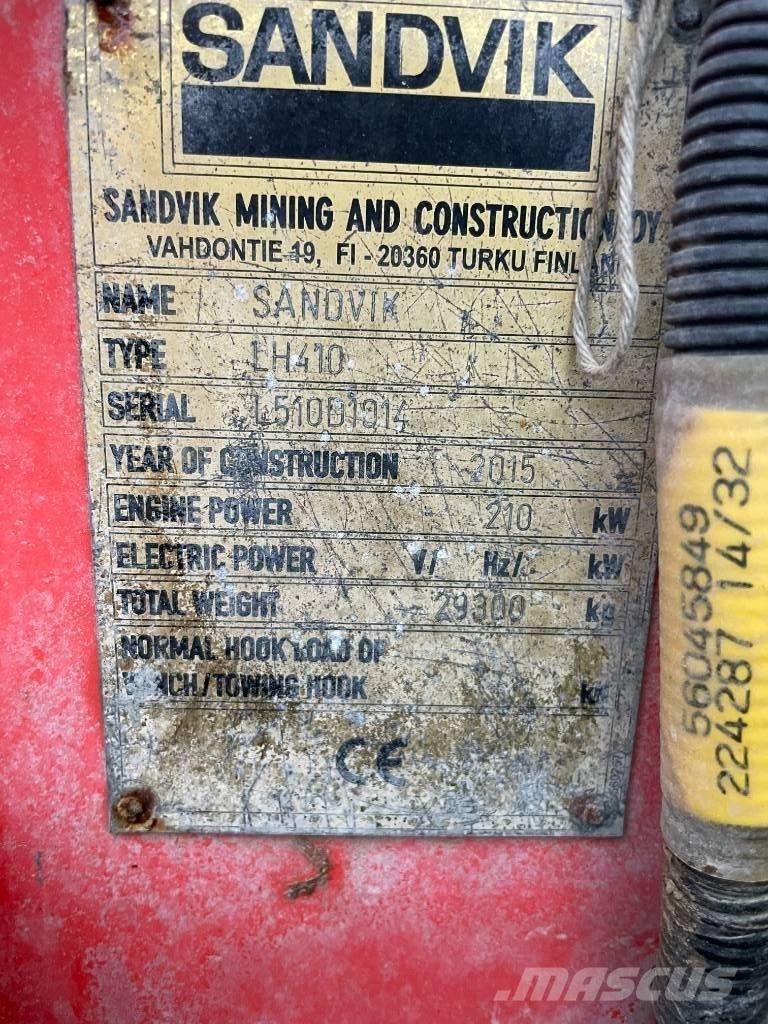 SANDVIK
SANDVIK MINING AND CONSTRUCTION OY
VAHDONTIE 19, FI - 20360 TURKU FINLAND
NAME SANDVIK
TYPE LH410
SERIAL L510D1014
YEAR OF CONSTRUCTION 2015
ENGINE POWER 210 kW
ELECTRIC POWER V/ Hz/ kW
TOTAL WEIGHT 29300 kg
NORMAL HOOK LOAD OF
WINCH/TOWING HOOK
CE
56045849
224287 14/32
MASCUS